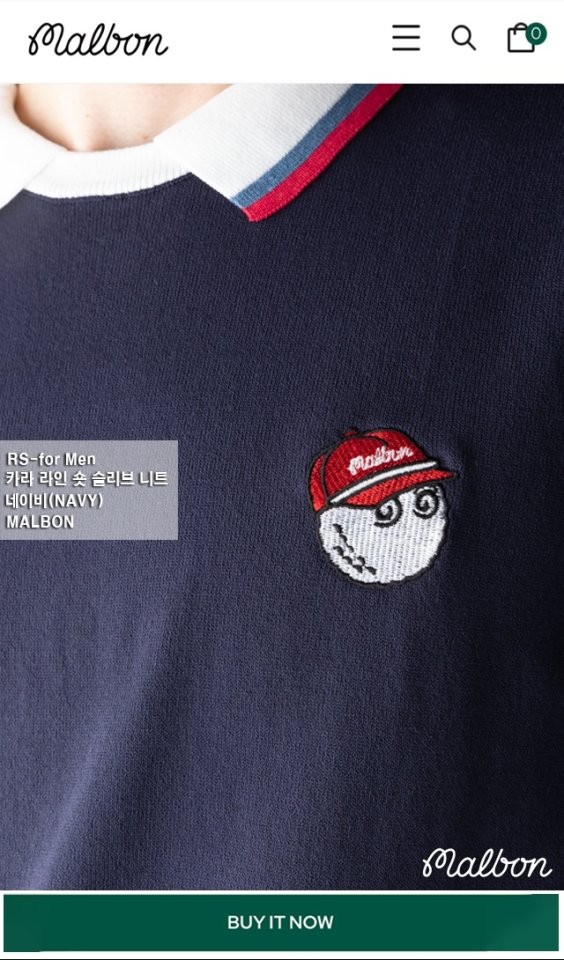 Malbon
0
Malbon
RS-for Men
카라 라인 숏 슬리브 니트
네이비(NAVY)
MALBON
Malbon
BUY IT NOW